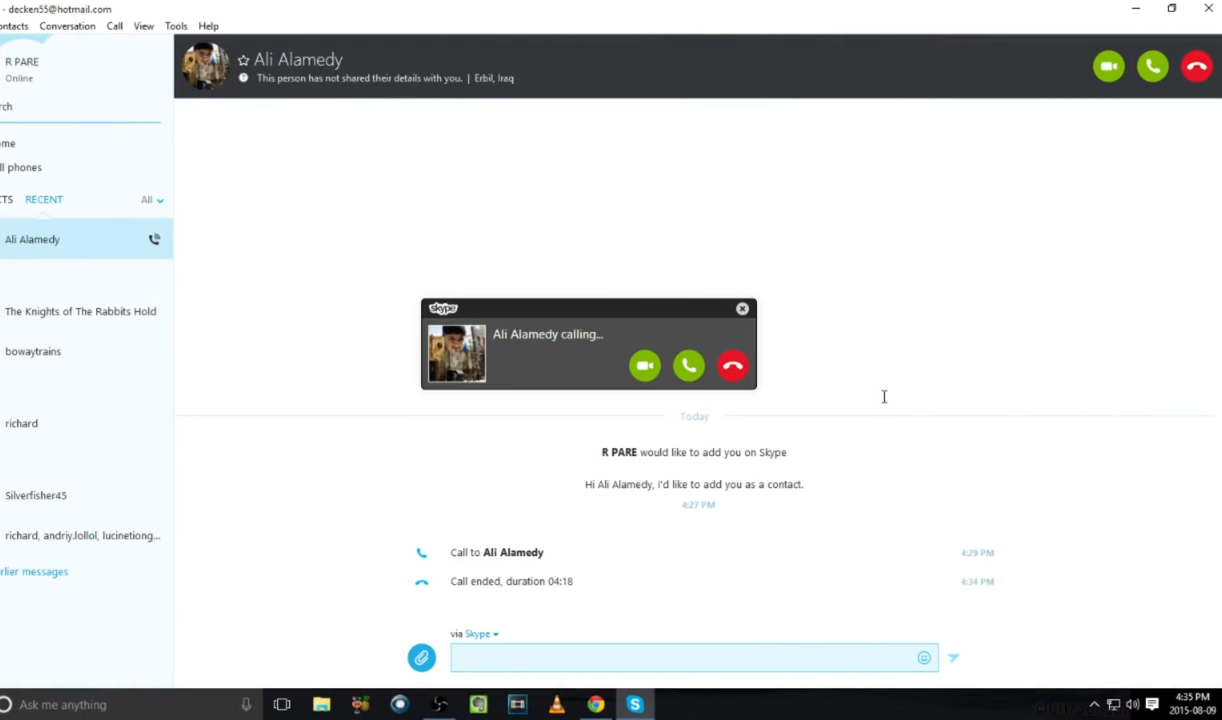 - decken55@hotmail.com
ontacts Conversation Call View Tools Help
R PARE
Online
rch
ome
ll phones
CTS RECENT All
Ali Alamedy
The Knights of The Rabbits Hold
bowaytrains
richard
Silverfisher45
richard, andriy.lollol, lucinetiong...
rlier messages
Ali Alamedy
This person has not shared their details with you. | Erbil, Iraq
skype
Ali Alamedy calling...
Today
R PARE would like to add you on Skype
Hi Ali Alamedy, I'd like to add you as a contact.
4:27 PM
Call to Ali Alamedy 4:29 PM
Call ended, duration 04:18 4:34 PM
via Skype
Ask me anything
4:35 PM
2015-08-09